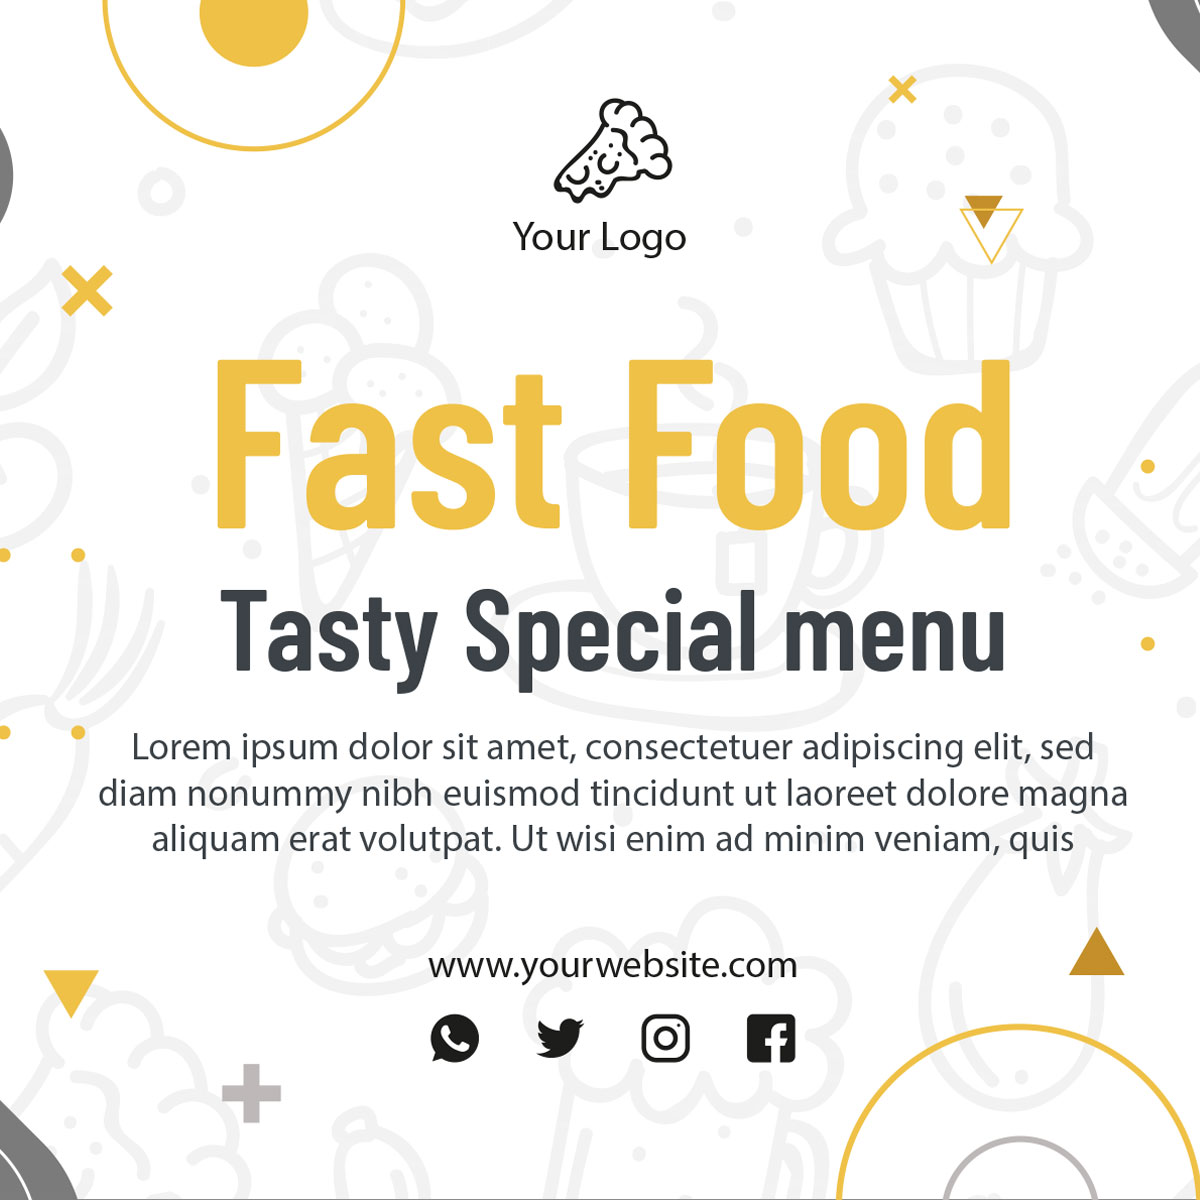 Your Logo
Fast Food
Tasty Special menu
Lorem ipsum dolor sit amet, consectetuer adipiscing elit, sed
diam nonummy nibh euismod tincidunt ut laoreet dolore magna
aliquam erat volutpat. Ut wisi enim ad minim veniam, quis
www.yourwebsite.com